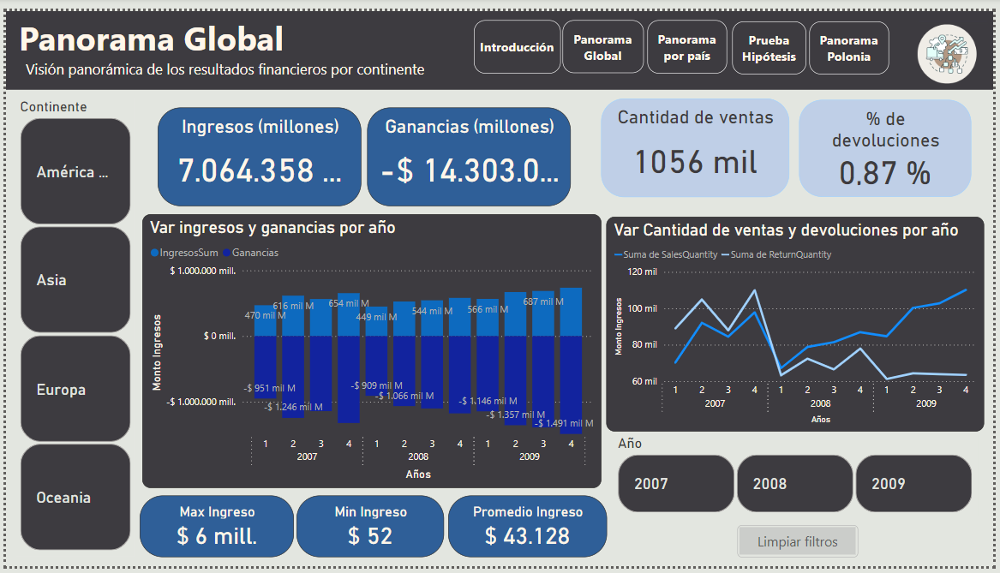 Panorama Global
Visión panorámica de los resultados financieros por continente
Introducción
Panorama
Global
Panorama
por país
Prueba
Hipótesis
Panorama
Polonia
Continente
América ...
Asia
Europa
Oceania
Ingresos (millones)
7.064.358 ...
Ganancias (millones)
-$ 14.303.0...
Cantidad de ventas
1056 mil
% de
devoluciones
0,87 %
Var ingresos y ganancias por año
IngresosSum Ganancias
Monto Ingresos
$ 1.000.000 mill.
$ 0 mill.
-$ 1.000.000 mill.
470 mil M
616 mil M
654 mil M
449 mil M
544 mil M
566 mil M
687 mil M
-$ 951 mil M
-$ 1.246 mil M
-$ 909 mil M
-$ 1.066 mil M
-$ 1.146 mil M
-$ 1.357 mil M
-$ 1.491 mil M
1 2 3 4 1 2 3 4 1 2 3 4
2007 2008 2009
Años
Var Cantidad de ventas y devoluciones por año
Suma de SalesQuantity Suma de ReturnQuantity
Monto Ingresos
120 mil
100 mil
80 mil
60 mil
1 2 3 4 1 2 3 4 1 2 3 4
2007 2008 2009
Años
Año
2007
2008
2009
Max Ingreso
$ 6 mill.
Min Ingreso
$ 52
Promedio Ingreso
$ 43.128
Limpiar filtros